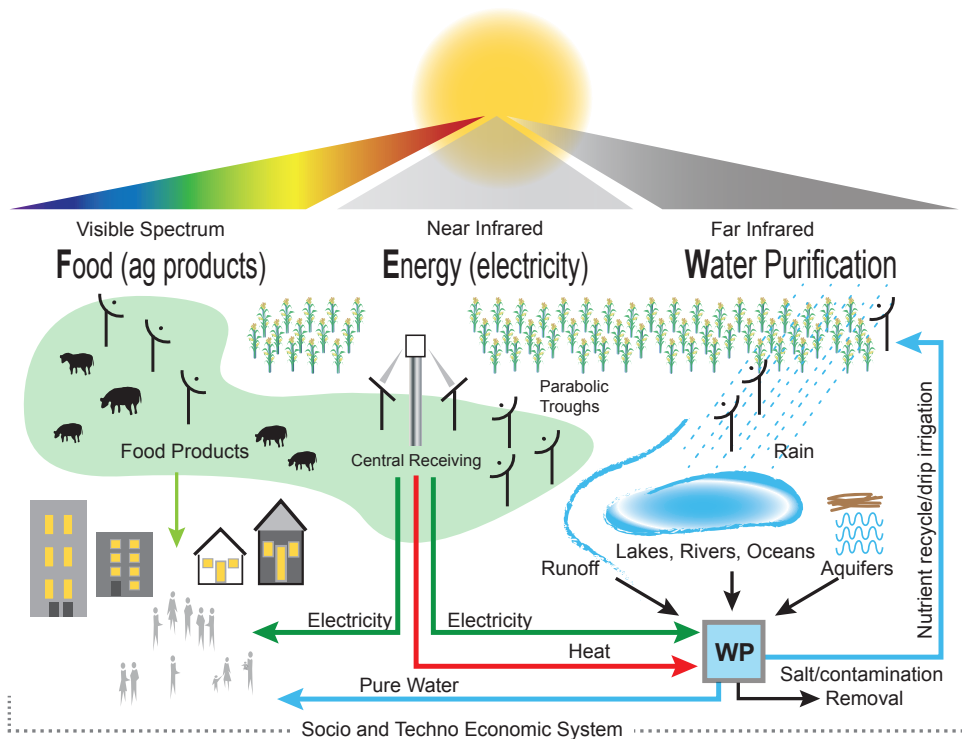 Visible Spectrum
Near Infrared
Far Infrared
Food (ag products)
Energy (electricity)
Water Purification
Parabolic
Troughs
Food Products
Central Receiving
Rain
Nutrient recycle/drip irrigation
Lakes, Rivers, Oceans
Runoff
Aquifers
Electricity
Electricity
Heat
WP
Salt/contamination
Removal
Pure Water
Socio and Techno Economic System